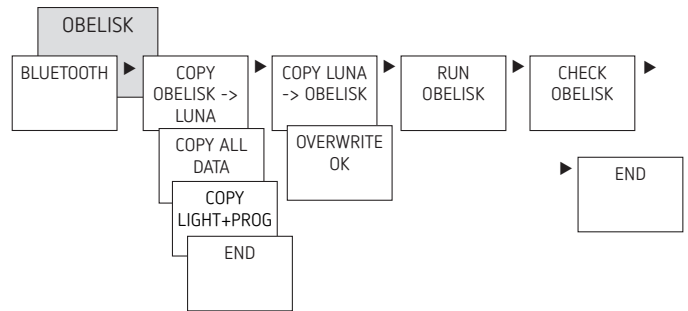 OBELISK
BLUETOOTH
COPY
OBELISK ->
LUNA
COPY LUNA
-> OBELISK
RUN
OBELISK
CHECK
OBELISK
COPY ALL
DATA
OVERWRITE
OK
END
COPY
LIGHT+PROG
END